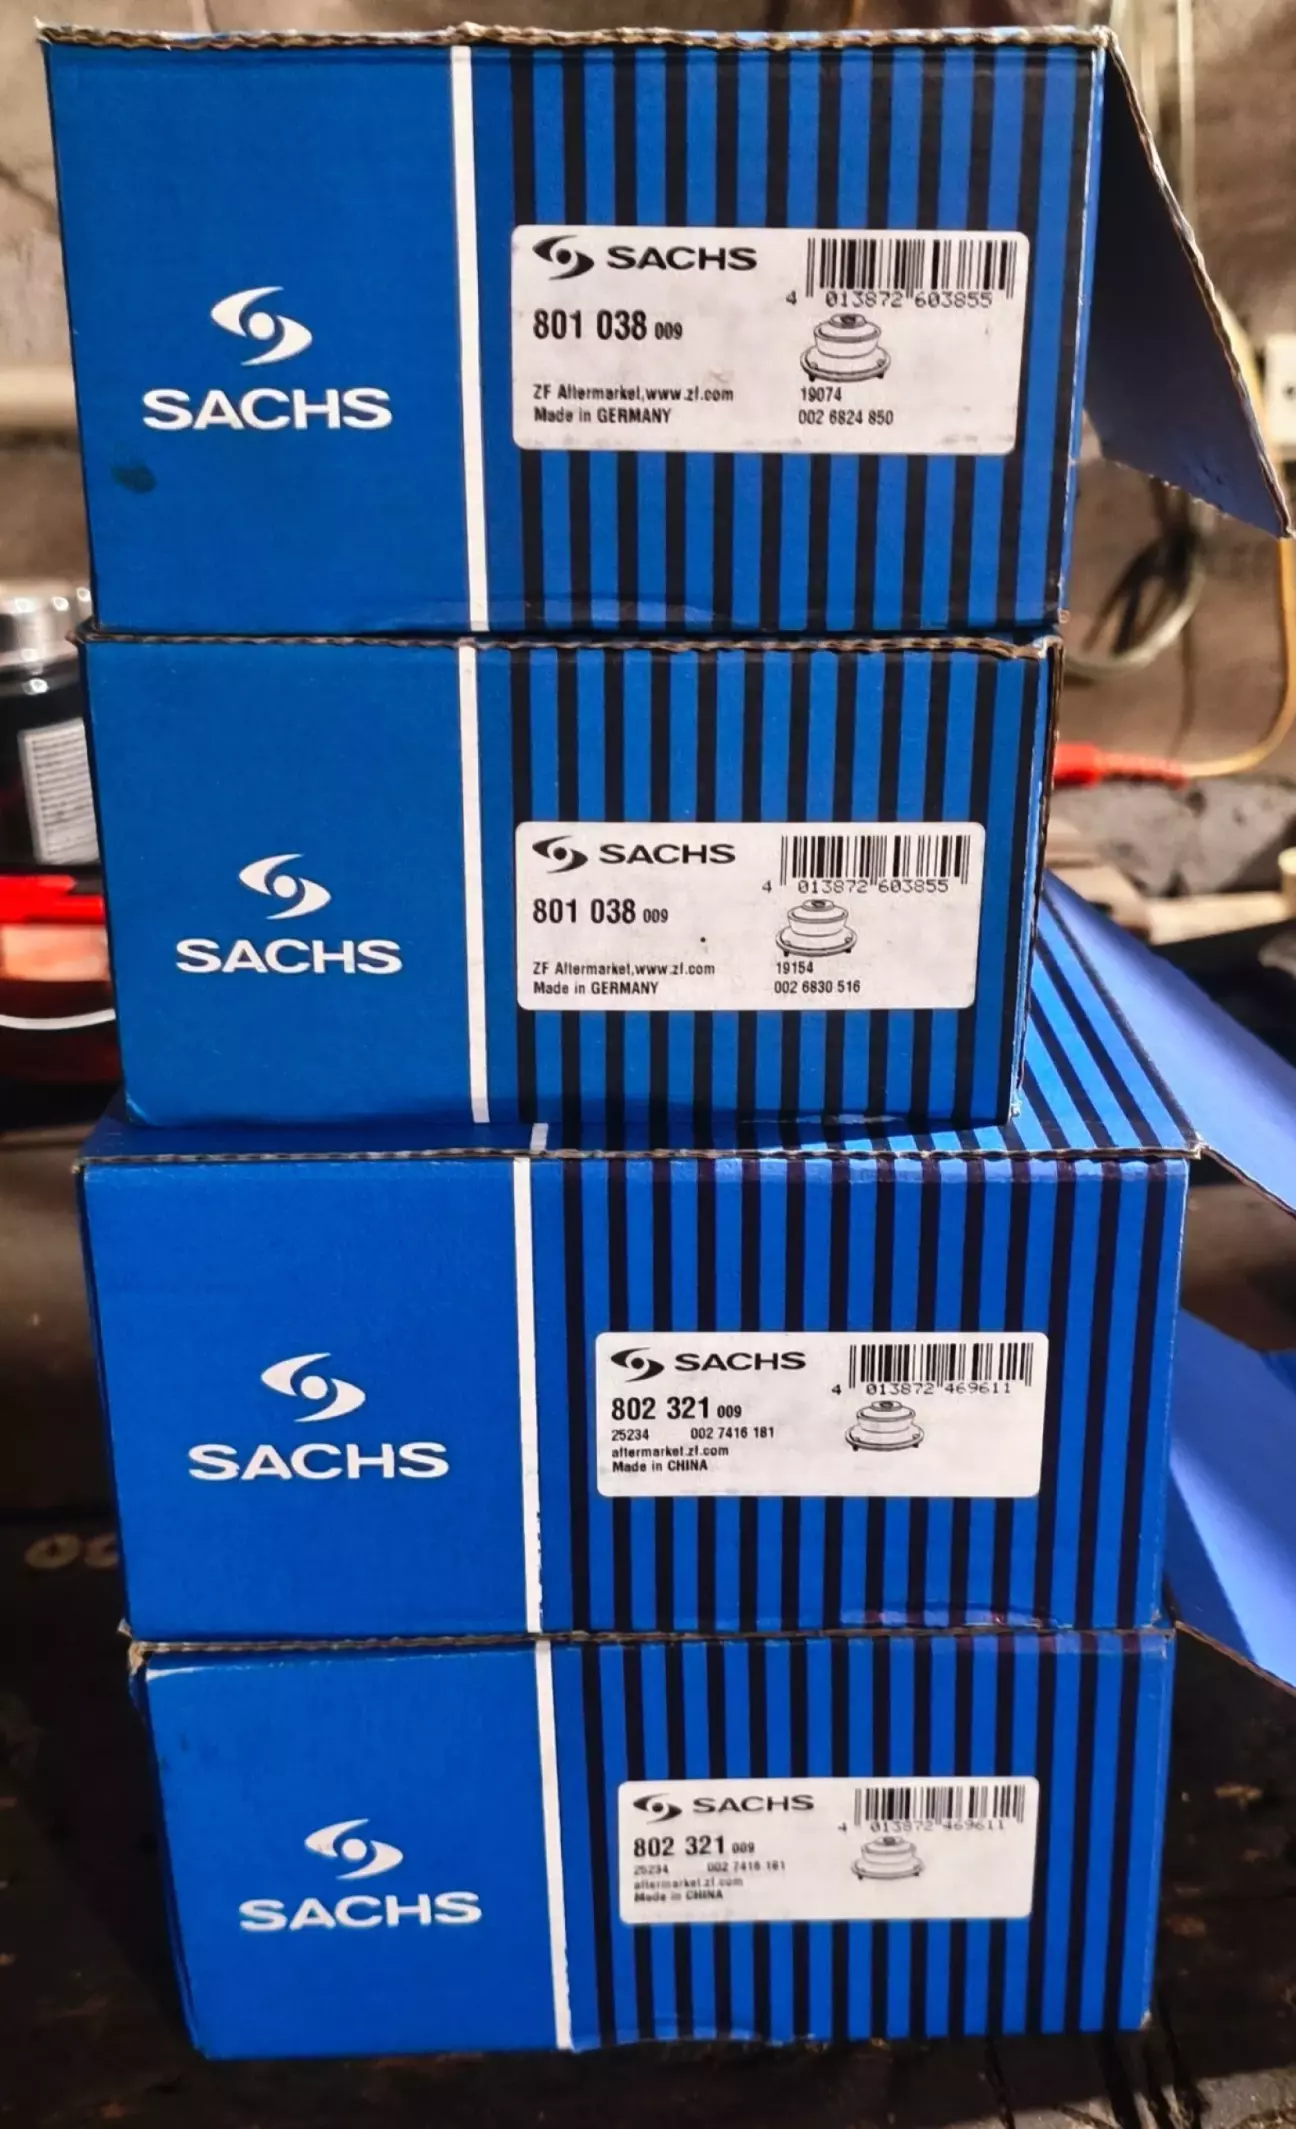 SACHS
SACHS
4 013872 603855
801 038 009
ZF Aftermarket,www.zf.com
19074
Made in GERMANY
002 6824 850
SACHS
SACHS
4 013872 603855
801 038 009
ZF Aftermarket,www.zf.com
19154
Made in GERMANY
002 6830 516
SACHS
SACHS
4 013872 469611
802 321 009
25234 002 7416 181
aftermarket.zf.com
Made in CHINA
SACHS
SACHS
4 013872 469611
802 321 009
25234 002 7416 181
aftermarket.zf.com
Made in CHINA